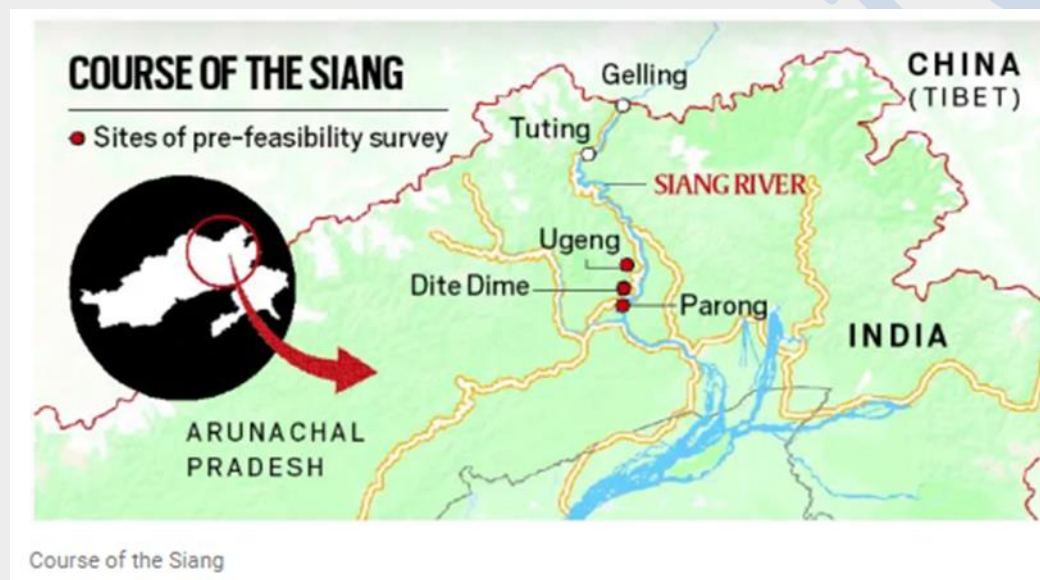 COURSE OF THE SIANG
Sites of pre-feasibility survey
Gelling
CHINA
(TIBET)
Tuting
SIANG RIVER
Ugeng
Dite Dime
Parong
INDIA
ARUNACHAL
PRADESH
Course of the Siang